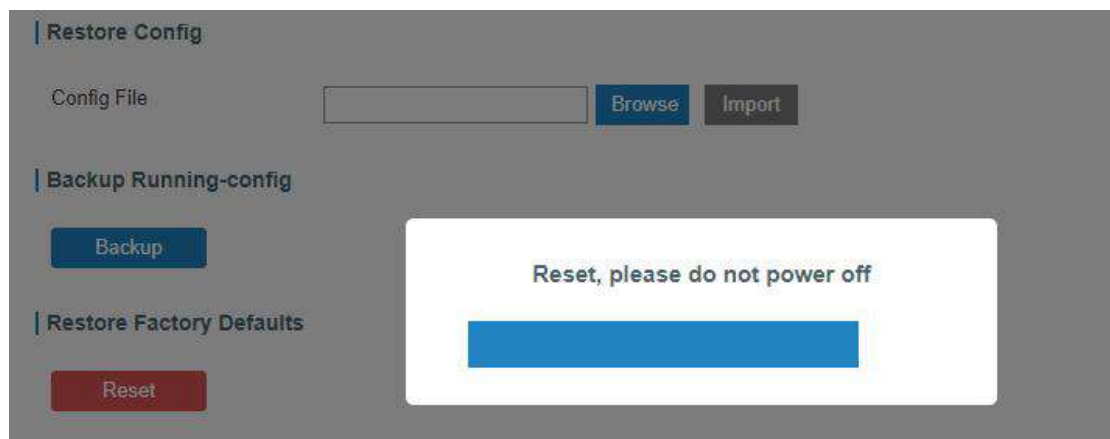 Restore Config
Config File Browse Import
Backup Running-config
Backup
Reset, please do not power off
Restore Factory Defaults
Reset